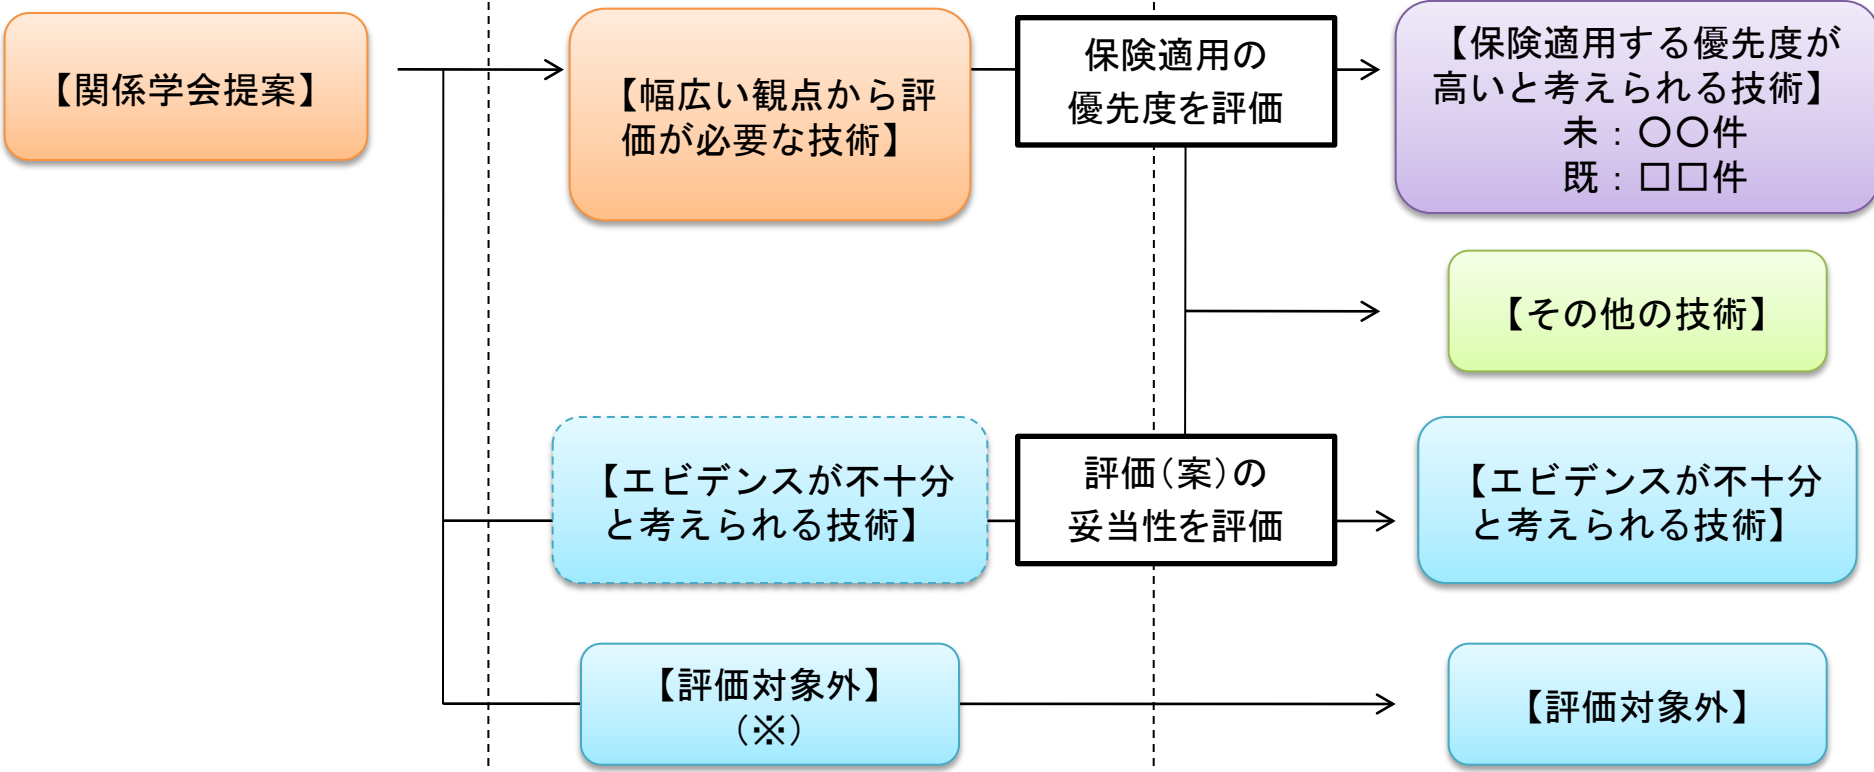 【関係学会提案】
【幅広い観点から評
価が必要な技術】
保険適用の
優先度を評価
【保険適用する優先度が
高いと考えられる技術】
未：〇〇件
既：□□件
【その他の技術】
【エビデンスが不十分
と考えられる技術】
評価（案）の
妥当性を評価
【エビデンスが不十分
と考えられる技術】
【評価対象外】
（※）
【評価対象外】